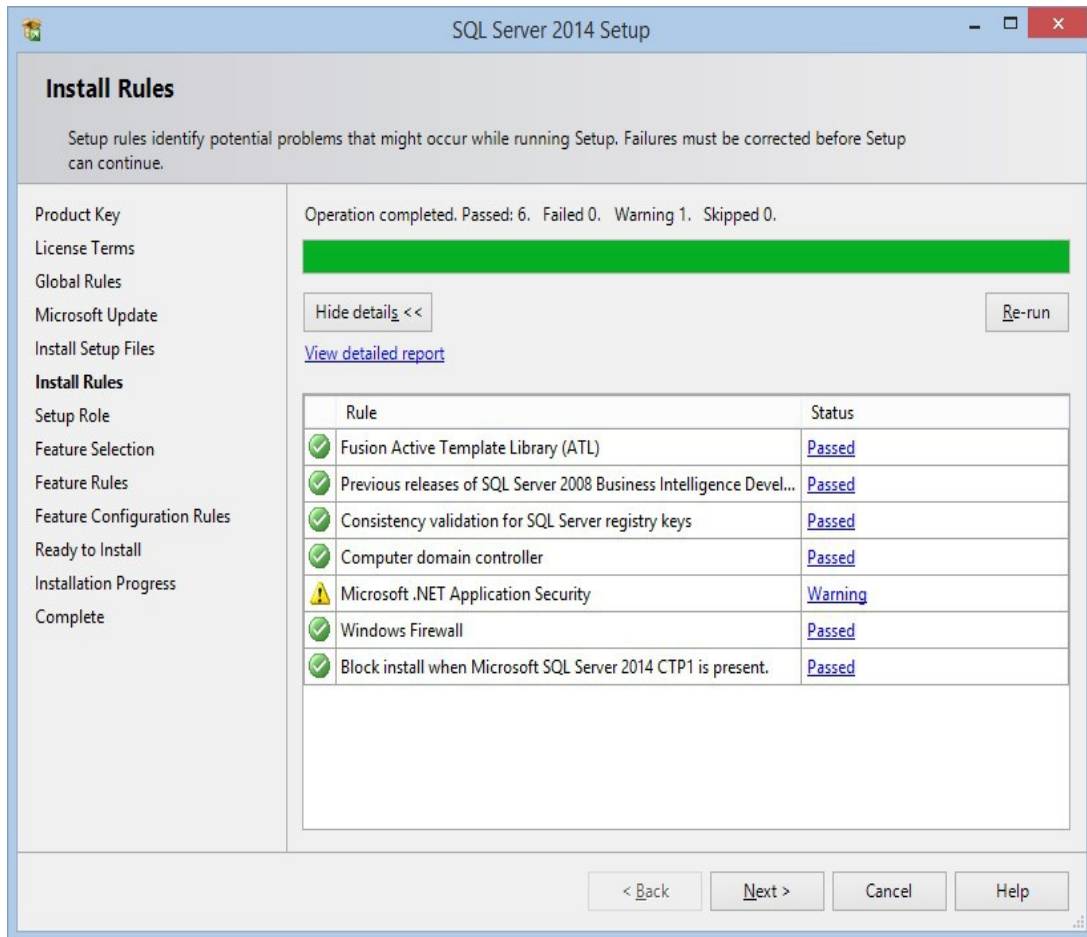 SQL Server 2014 Setup
Install Rules
Setup rules identify potential problems that might occur while running Setup. Failures must be corrected before Setup
can continue.
Product Key
License Terms
Global Rules
Microsoft Update
Install Setup Files
Install Rules
Setup Role
Feature Selection
Feature Rules
Feature Configuration Rules
Ready to Install
Installation Progress
Complete
Operation completed. Passed: 6. Failed 0. Warning 1. Skipped 0.
Hide details <<
Re-run
View detailed report
Rule Status
Fusion Active Template Library (ATL) Passed
Previous releases of SQL Server 2008 Business Intelligence Devel... Passed
Consistency validation for SQL Server registry keys Passed
Computer domain controller Passed
Microsoft .NET Application Security Warning
Windows Firewall Passed
Block install when Microsoft SQL Server 2014 CTP1 is present. Passed
< Back Next > Cancel Help